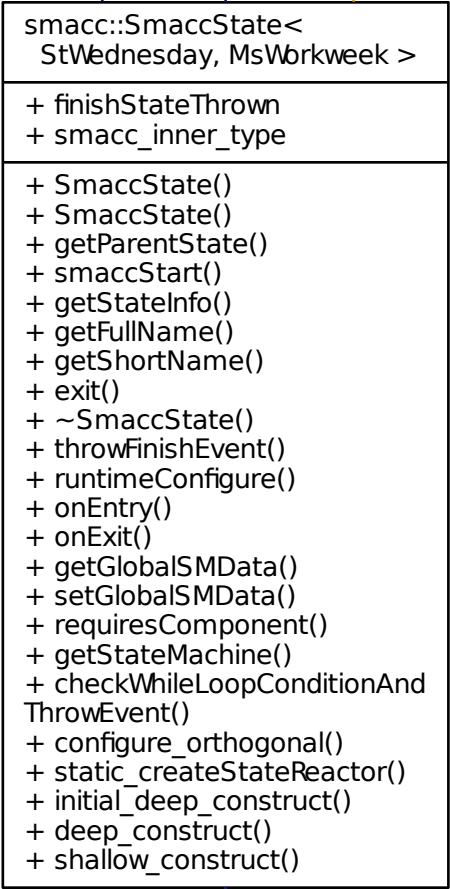 smacc::SmaccState<
StWednesday, MsWorkweek >
+ finishStateThrown
+ smacc_inner_type
+ SmaccState()
+ SmaccState()
+ getParentState()
+ smaccStart()
+ getStateInfo()
+ getFullName()
+ getShortName()
+ exit()
+ ~SmaccState()
+ throwFinishEvent()
+ runtimeConfigure()
+ onEntry()
+ onExit()
+ getGlobalSMData()
+ setGlobalSMData()
+ requiresComponent()
+ getStateMachine()
+ checkWhileLoopConditionAnd
ThrowEvent()
+ configure_orthogonal()
+ static_createStateReactor()
+ initial_deep_construct()
+ deep_construct()
+ shallow_construct()